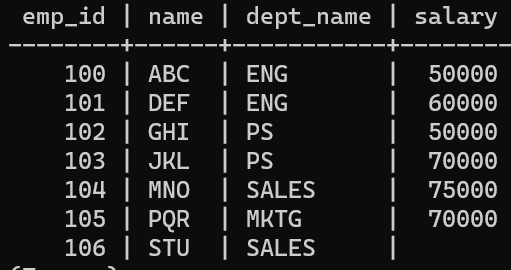 emp_id | name | dept_name | salary
--------+------+-----------+--------
100 | ABC | ENG | 50000
101 | DEF | ENG | 60000
102 | GHI | PS | 50000
103 | JKL | PS | 70000
104 | MNO | SALES | 75000
105 | PQR | MKTG | 70000
106 | STU | SALES |